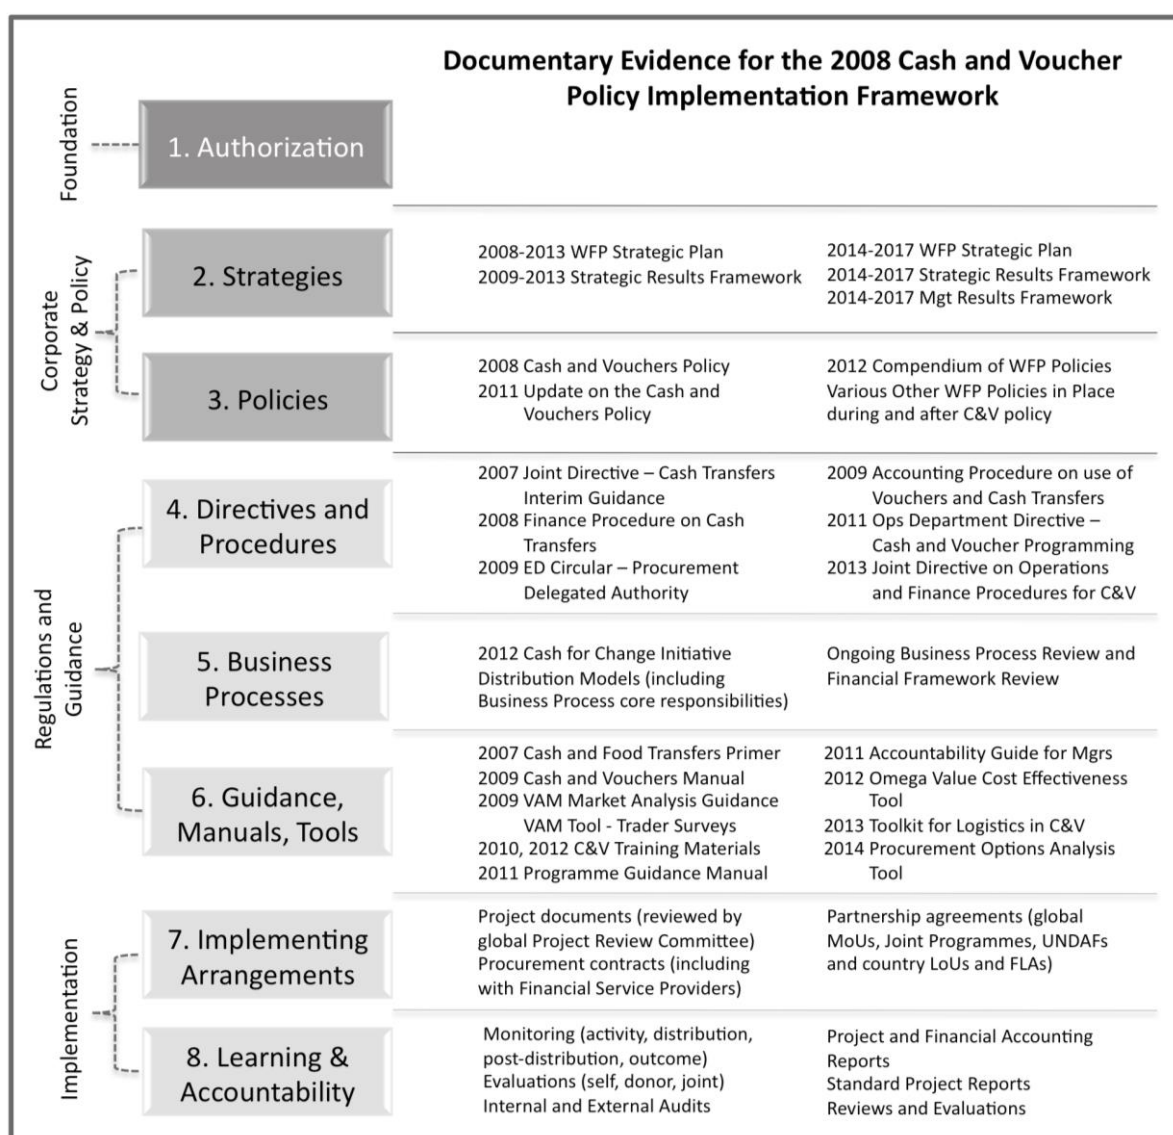 Documentary Evidence for the 2008 Cash and Voucher
Policy Implementation Framework
Foundation
1. Authorization
Corporate
Strategy & Policy
2. Strategies
2008-2013 WFP Strategic Plan
2009-2013 Strategic Results Framework
2014-2017 WFP Strategic Plan
2014-2017 Strategic Results Framework
2014-2017 Mgt Results Framework
3. Policies
2008 Cash and Vouchers Policy
2011 Update on the Cash and
Vouchers Policy
2012 Compendium of WFP Policies
Various Other WFP Policies in Place
during and after C&V policy
Regulations and
Guidance
4. Directives and
Procedures
2007 Joint Directive – Cash Transfers
Interim Guidance
2008 Finance Procedure on Cash
Transfers
2009 ED Circular – Procurement
Delegated Authority
2009 Accounting Procedure on use of
Vouchers and Cash Transfers
2011 Ops Department Directive –
Cash and Voucher Programming
2013 Joint Directive on Operations
and Finance Procedures for C&V
5. Business
Processes
2012 Cash for Change Initiative
Distribution Models (including
Business Process core responsibilities)
Ongoing Business Process Review and
Financial Framework Review
6. Guidance,
Manuals, Tools
2007 Cash and Food Transfers Primer
2009 Cash and Vouchers Manual
2009 VAM Market Analysis Guidance
VAM Tool - Trader Surveys
2010, 2012 C&V Training Materials
2011 Programme Guidance Manual
2011 Accountability Guide for Mgrs
2012 Omega Value Cost Effectiveness
Tool
2013 Toolkit for Logistics in C&V
2014 Procurement Options Analysis
Tool
Implementation
7. Implementing
Arrangements
Project documents (reviewed by
global Project Review Committee)
Procurement contracts (including
with Financial Service Providers)
Partnership agreements (global
MoUs, Joint Programmes, UNDAFs
and country LoUs and FLAs)
8. Learning &
Accountability
Monitoring (activity, distribution,
post-distribution, outcome)
Evaluations (self, donor, joint)
Internal and External Audits
Project and Financial Accounting
Reports
Standard Project Reports
Reviews and Evaluations